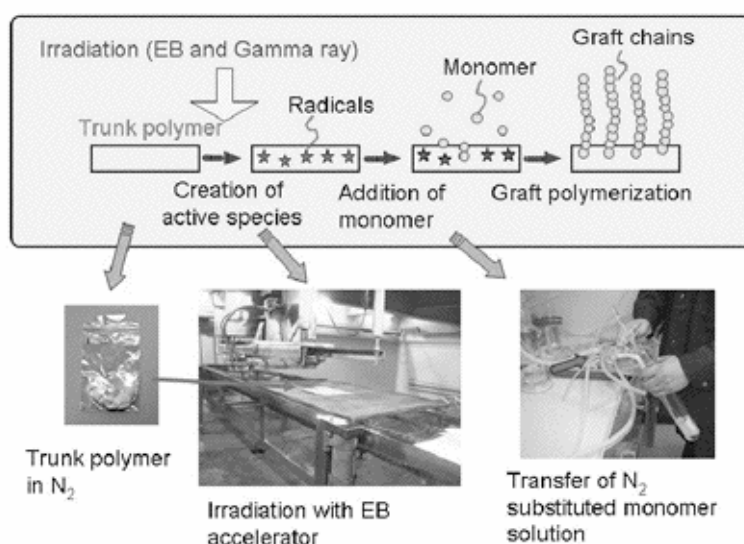 Irradiation (EB and Gamma ray)
Graft chains
Monomer
Radicals
Trunk polymer
Creation of
active species
Addition of
monomer
Graft polymerization
Trunk polymer
in N₂
Irradiation with EB
accelerator
Transfer of N₂
substituted monomer
solution